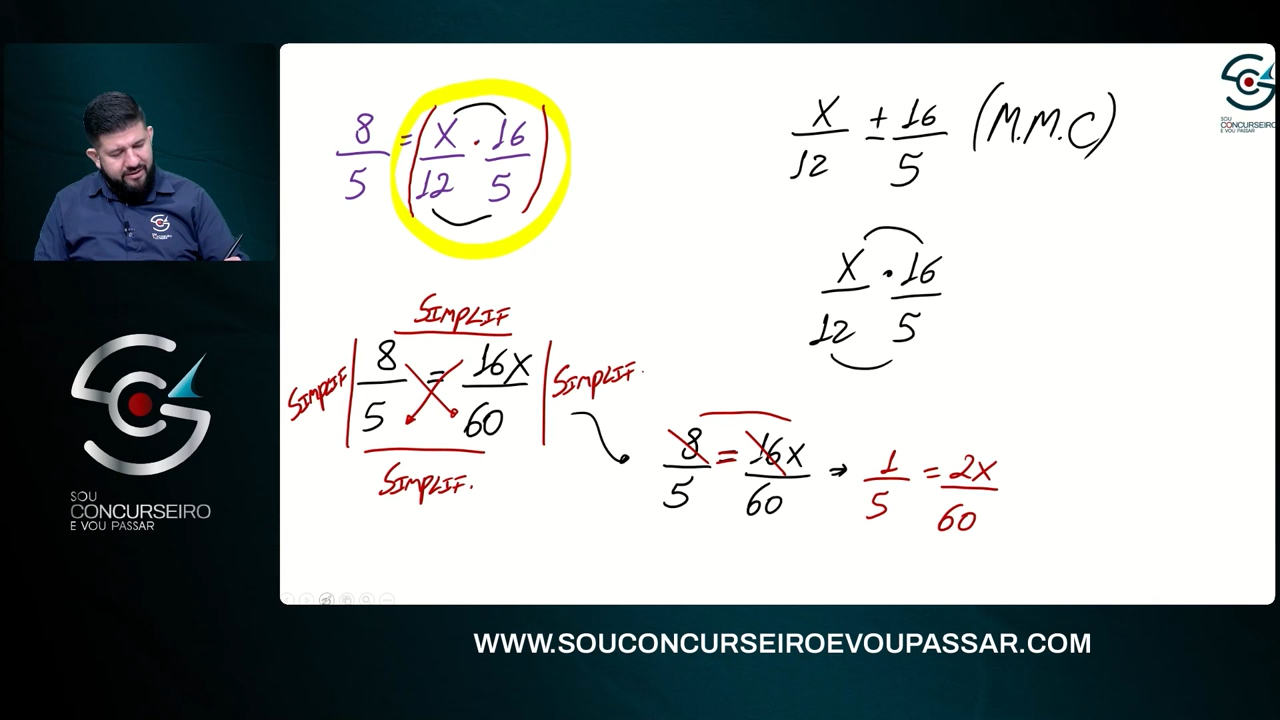 8/5 = (x/12 · 16/5)
x/12 ± 16/5 (M.M.C)
x/12 · 16/5
SIMPLIF
SIMPLIF | 8/5 = 16x/60 | SIMPLIF.
SIMPLIF.
8/5 = 16x/60 → 1/5 = 2x/60
SOU
CONCURSEIRO
E VOU PASSAR
SOU
CONCURSEIRO
E VOU PASSAR
WWW.SOUCONCURSEIROEVOUPASSAR.COM